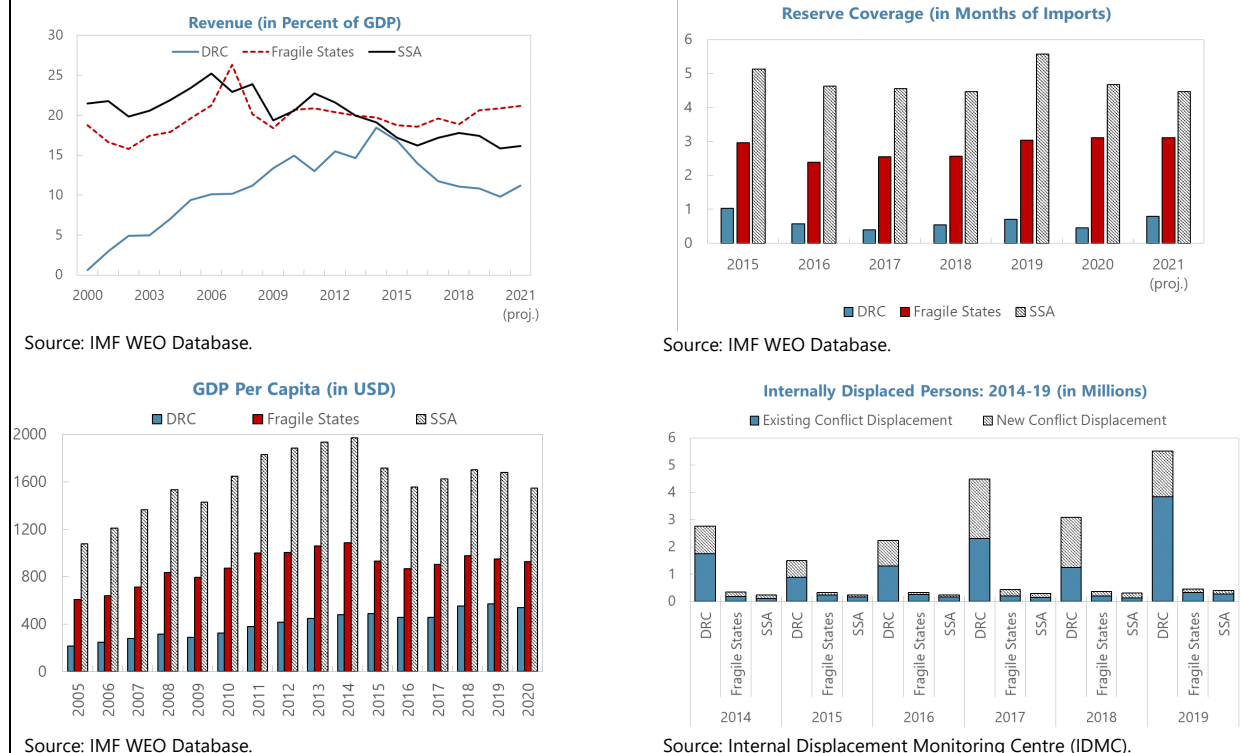 Revenue (in Percent of GDP)
30
DRC Fragile States SSA
25
20
15
10
5
0
2000 2003 2006 2009 2012 2015 2018 2021
(proj.)
Source: IMF WEO Database.
Reserve Coverage (in Months of Imports)
6
5
4
3
2
1
0
2015 2016 2017 2018 2019 2020 2021
(proj.)
DRC Fragile States SSA
Source: IMF WEO Database.
GDP Per Capita (in USD)
DRC Fragile States SSA
2000
1600
1200
800
400
0
2005 2006 2007 2008 2009 2010 2011 2012 2013 2014 2015 2016 2017 2018 2019 2020
Source: IMF WEO Database.
Internally Displaced Persons: 2014-19 (in Millions)
Existing Conflict Displacement New Conflict Displacement
6
5
4
3
2
1
0
DRC Fragile States SSA DRC Fragile States SSA DRC Fragile States SSA DRC Fragile States SSA DRC Fragile States SSA DRC Fragile States SSA
2014 2015 2016 2017 2018 2019
Source: Internal Displacement Monitoring Centre (IDMC).